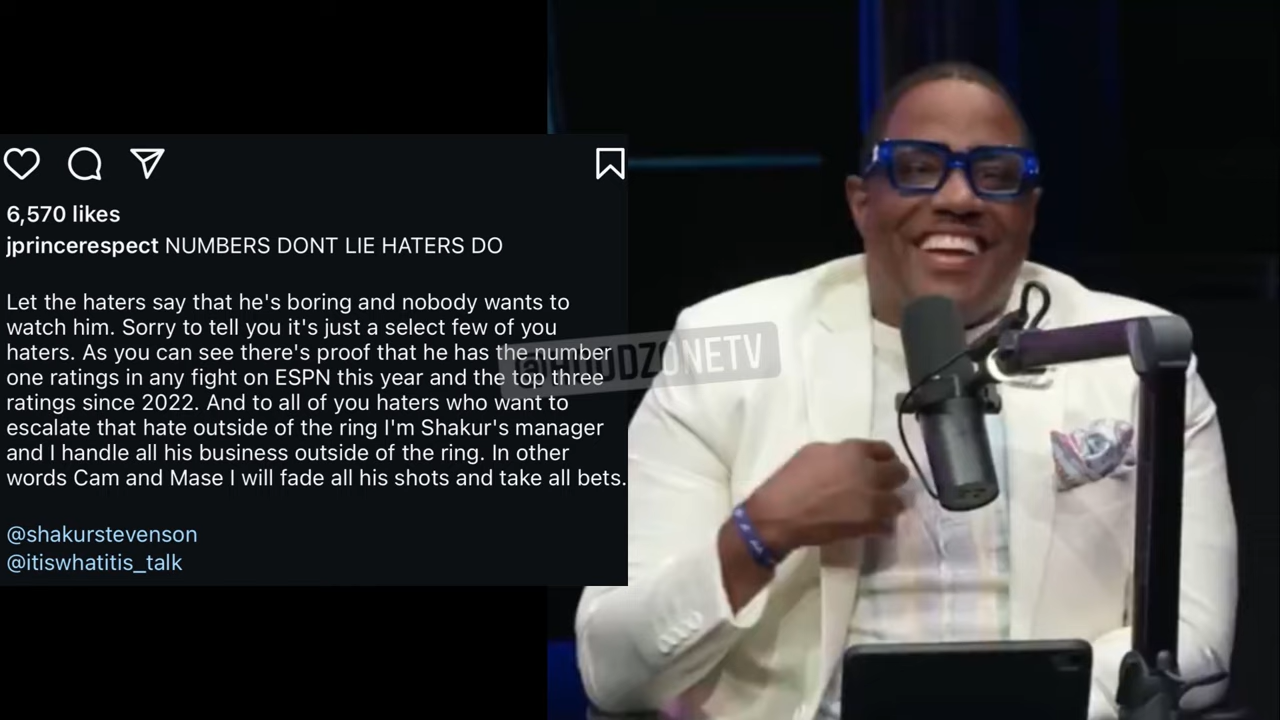 6,570 likes
jprincerespect NUMBERS DONT LIE HATERS DO
Let the haters say that he's boring and nobody wants to
watch him. Sorry to tell you it's just a select few of you
haters. As you can see there's proof that he has the number
one ratings in any fight on ESPN this year and the top three
ratings since 2022. And to all of you haters who want to
escalate that hate outside of the ring I'm Shakur's manager
and I handle all his business outside of the ring. In other
words Cam and Mase I will fade all his shots and take all bets.
@shakurstevenson
@itiswhatitis_talk
@HOODZONETV